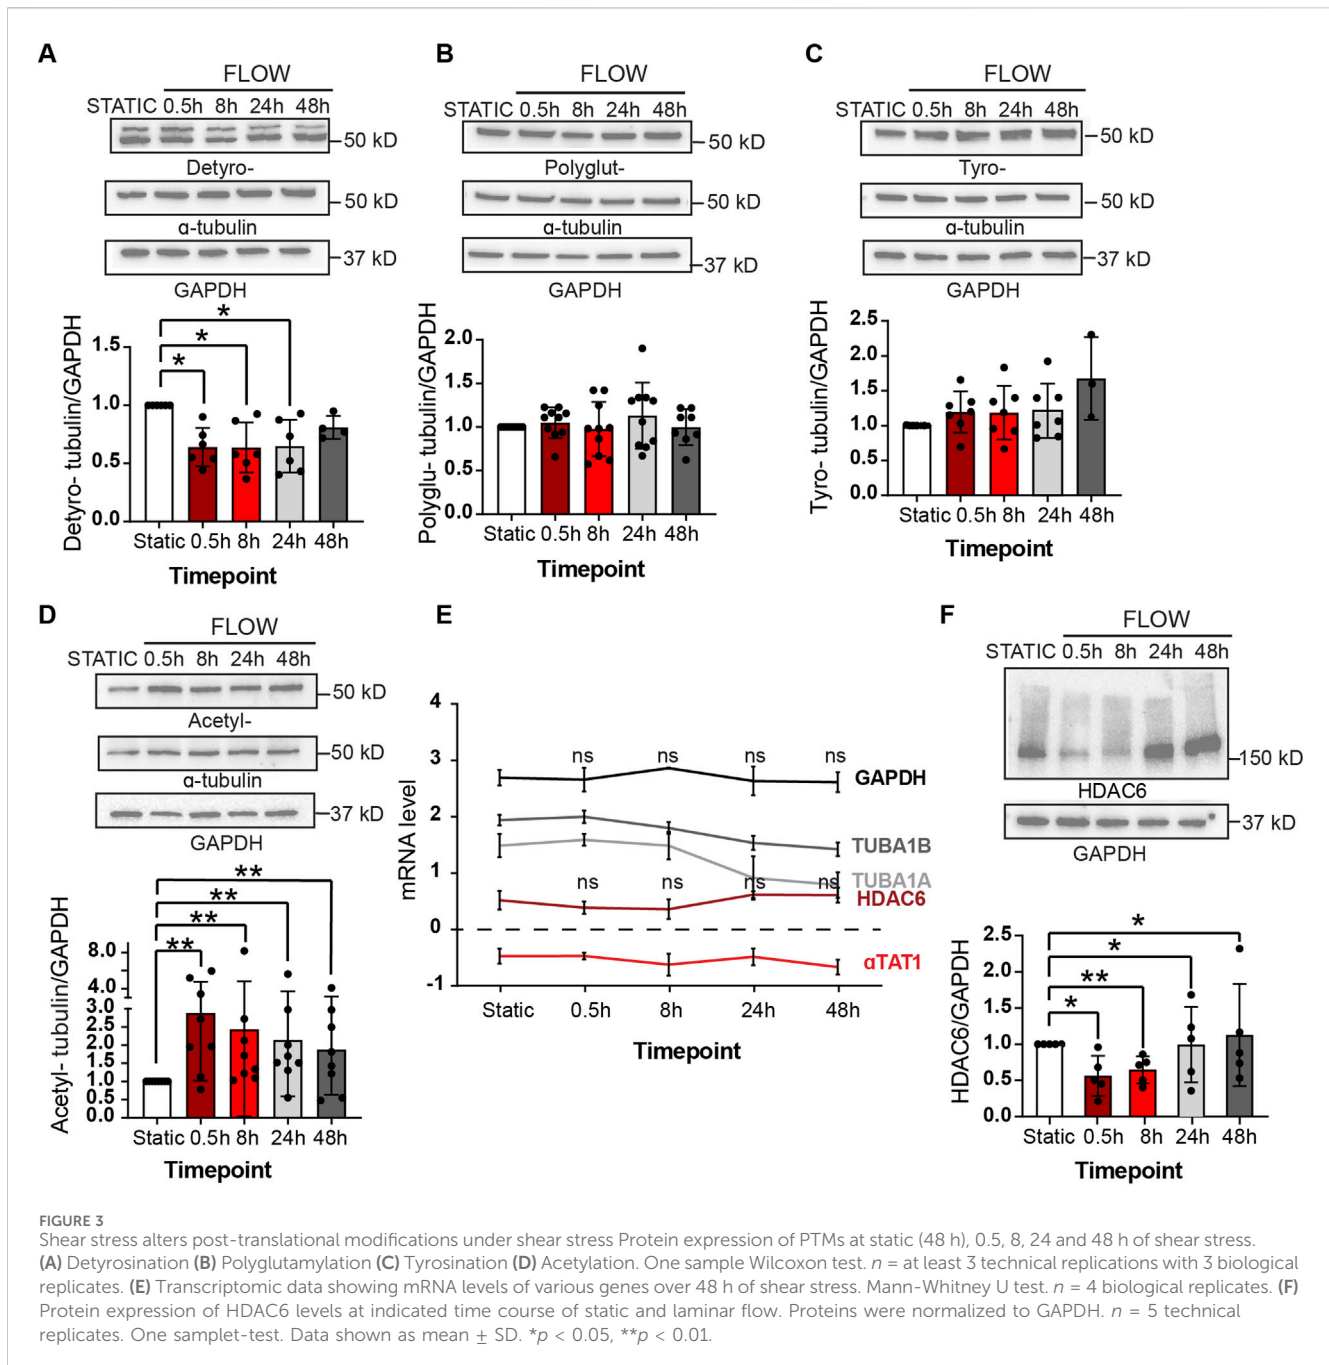 A
FLOW
STATIC 0.5h 8h 24h 48h
50 kD
Detyro-
50 kD
α-tubulin
37 kD
GAPDH
Detyro- tubulin/GAPDH
1.5
1.0
0.5
0.0
*
*
*
Static 0.5h 8h 24h 48h
Timepoint
B
FLOW
STATIC 0.5h 8h 24h 48h
50 kD
Polyglut-
50 kD
α-tubulin
37 kD
GAPDH
Polyglu- tubulin/GAPDH
2.0
1.5
1.0
0.5
0.0
Static 0.5h 8h 24h 48h
Timepoint
C
FLOW
STATIC 0.5h 8h 24h 48h
50 kD
Tyro-
50 kD
α-tubulin
37 kD
GAPDH
Tyro- tubulin/GAPDH
2.5
2.0
1.5
1.0
0.5
0.0
Static 0.5h 8h 24h 48h
Timepoint
D
FLOW
STATIC 0.5h 8h 24h 48h
50 kD
Acetyl-
50 kD
α-tubulin
37 kD
GAPDH
Acetyl- tubulin/GAPDH
8.0
6.0
4.0
3.0
2.5
2.0
1.5
1.0
0.5
0.0
**
**
**
**
Static 0.5h 8h 24h 48h
Timepoint
E
mRNA level
4
3
2
1
0
-1
ns ns ns ns
GAPDH
TUBA1B
TUBA1A
ns ns ns ns
HDAC6
αTAT1
Static 0.5h 8h 24h 48h
Timepoint
F
FLOW
STATIC 0.5h 8h 24h 48h
150 kD
HDAC6
37 kD
GAPDH
HDAC6/GAPDH
2.5
2.0
1.5
1.0
0.5
0.0
*
*
**
*
Static 0.5h 8h 24h 48h
Timepoint
FIGURE 3
Shear stress alters post-translational modifications under shear stress Protein expression of PTMs at static (48 h), 0.5, 8, 24 and 48 h of shear stress.
(A) Detyrosination (B) Polyglutamylation (C) Tyrosination (D) Acetylation. One sample Wilcoxon test. n = at least 3 technical replications with 3 biological
replicates. (E) Transcriptomic data showing mRNA levels of various genes over 48 h of shear stress. Mann-Whitney U test. n = 4 biological replicates. (F)
Protein expression of HDAC6 levels at indicated time course of static and laminar flow. Proteins were normalized to GAPDH. n = 5 technical
replicates. One samplet-test. Data shown as mean ± SD. *p < 0.05, **p < 0.01.